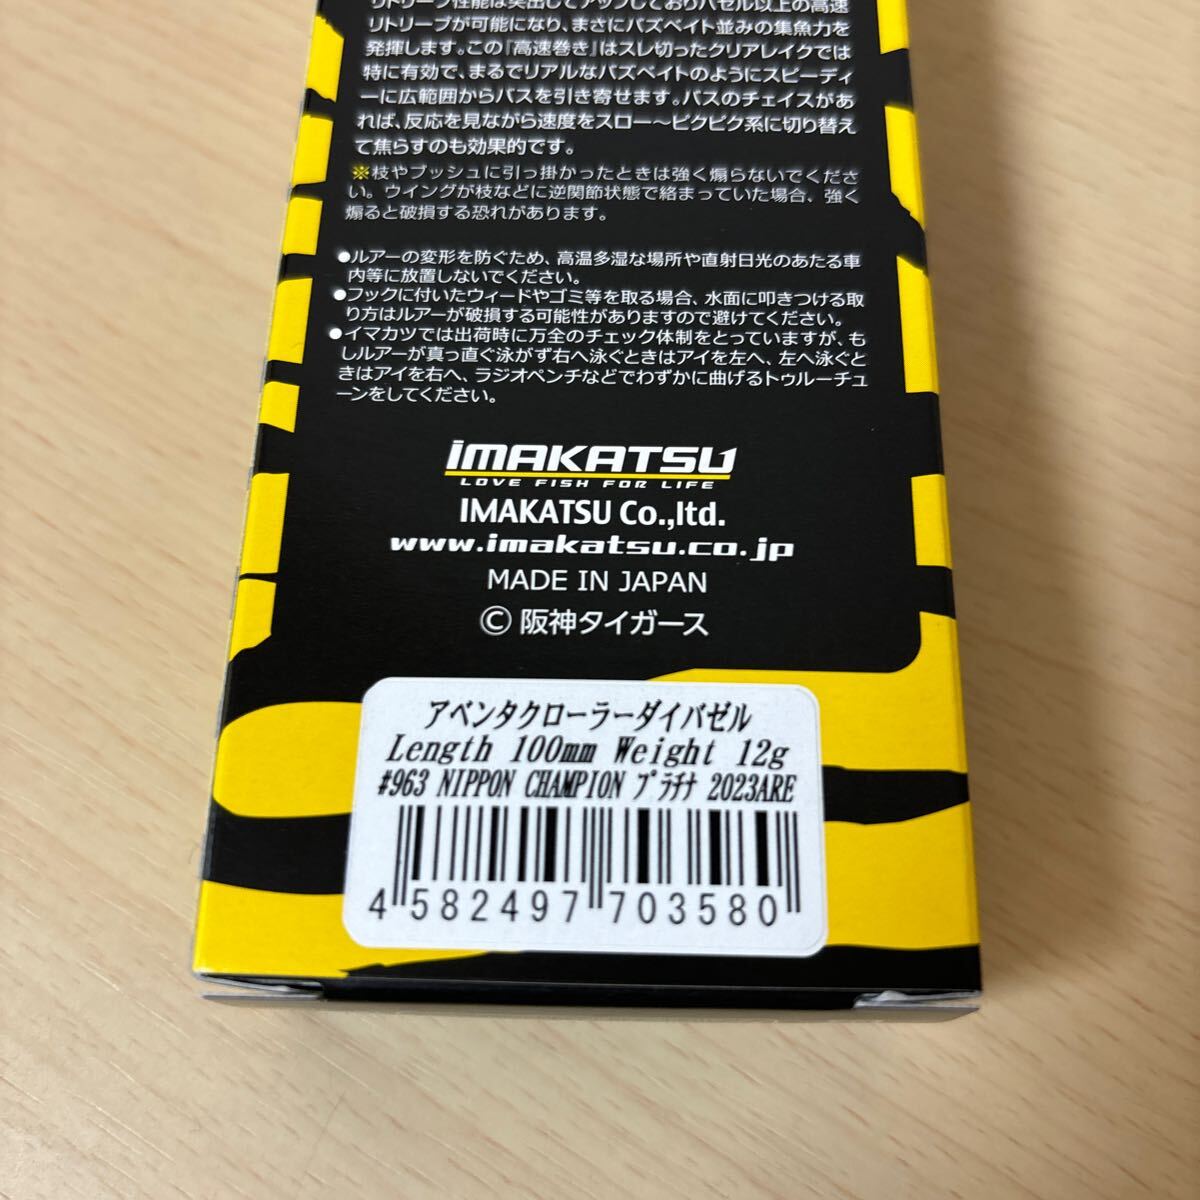 リトリーブ性能は突出してアップしておりバゼル以上の高速
リトリーブが可能になり、まさにバズベイト並みの集魚力を
発揮します。この『高速巻き』はスレ切ったクリアレイクでは
特に有効で、まるでリアルなバズベイトのようにスピーディ
ーに広範囲からバスを引き寄せます。バスのチェイスがあ
れば、反応を見ながら速度をスロー〜ピクピク系に切り替え
て焦らすのも効果的です。
※枝やブッシュに引っ掛かったときは強く煽らないでくださ
い。ウイングが枝などに逆関節状態で絡まっていた場合、強く
煽ると破損する恐れがあります。
●ルアーの変形を防ぐため、高温多湿な場所や直射日光のあたる車
内等に放置しないでください。
●フックに付いたウィードやゴミ等を取る場合、水面に叩きつける取
り方はルアーが破損する可能性がありますので避けてください。
●イマカツでは出荷時に万全のチェック体制をとっていますが、も
しルアーが真っ直ぐ泳がず右へ泳ぐときはアイを左へ、左へ泳ぐと
きはアイを右へ、ラジオペンチなどでわずかに曲げるトゥルーチュ
ーンをしてください。
IMAKATSU
LOVE FISH FOR LIFE
IMAKATSU Co.,ltd.
www.imakatsu.co.jp
MADE IN JAPAN
© 阪神タイガース
アベンタクローラーダイバゼル
Length 100mm Weight 12g
#963 NIPPON CHAMPION ﾌﾟﾗﾁﾅ 2023ARE
4 582497 703580